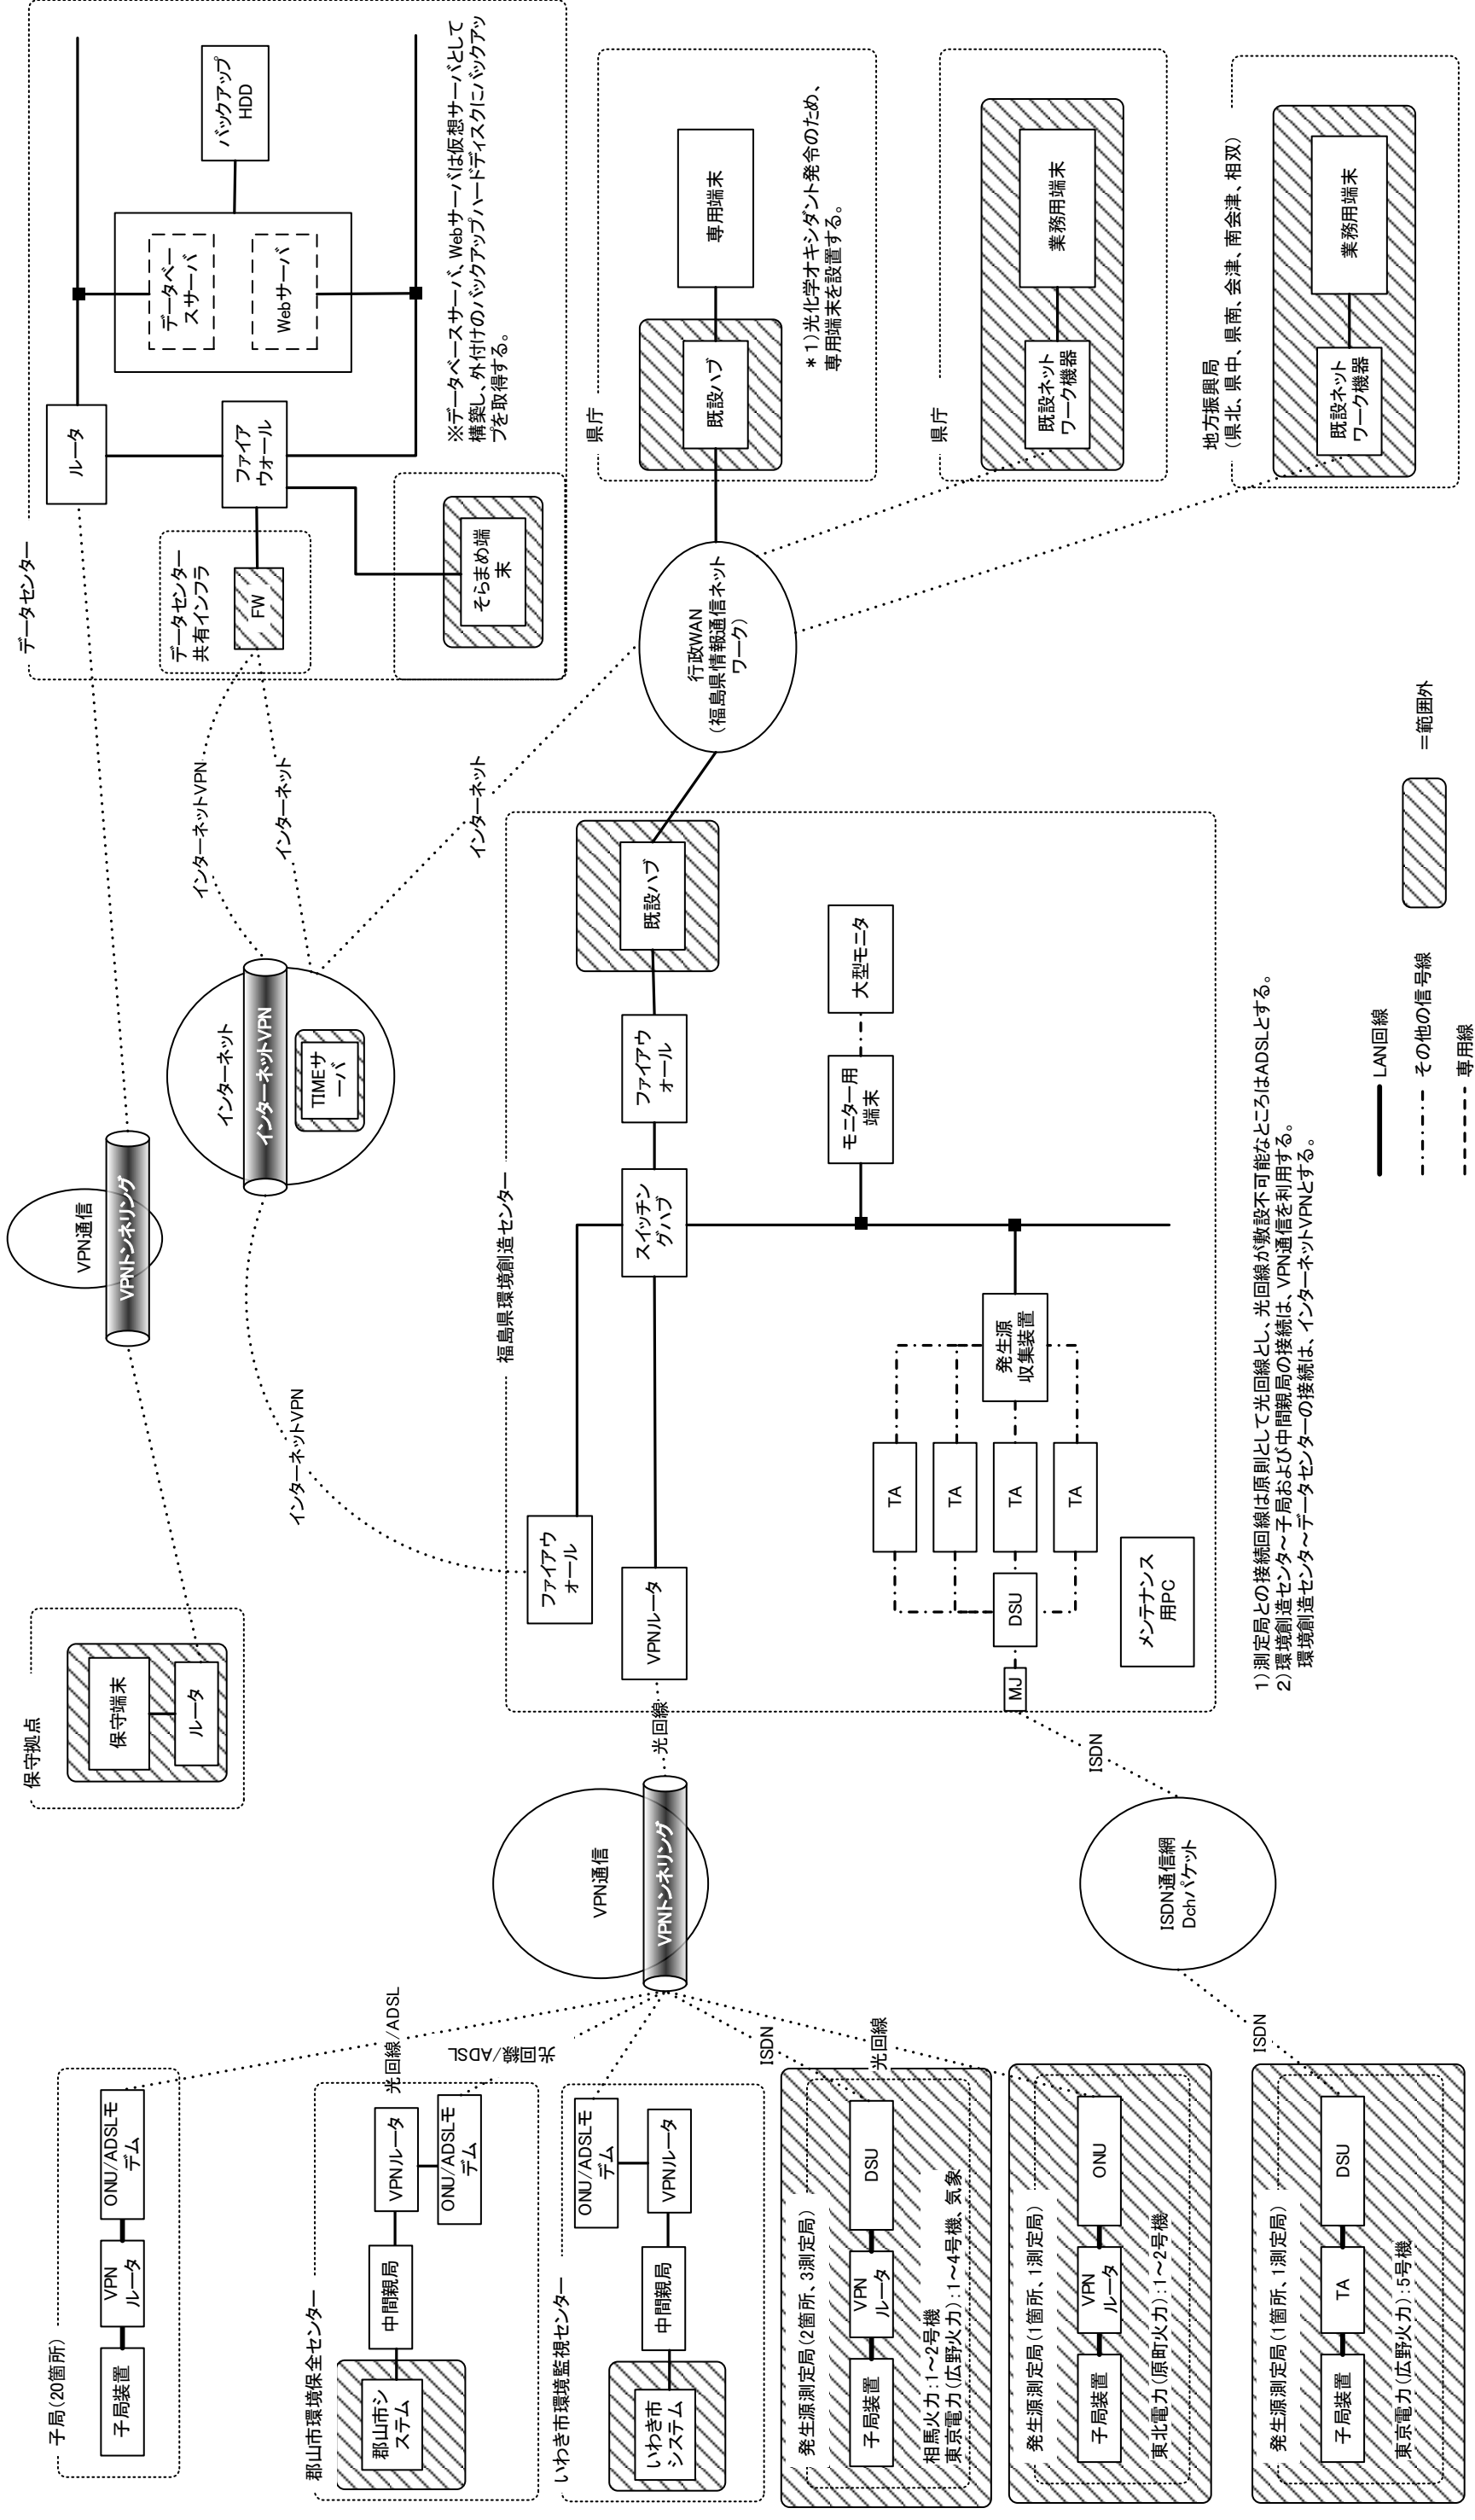 子局(20箇所)
子局装置
VPN
ルータ
ONU/ADSLモ
デム
保守拠点
保守端末
ルータ
VPN通信
VPNトンネリング
データセンター
ルータ
データベー
スサーバ
Webサーバ
バックアップ
HDD
ファイア
ウォール
データセンター
共有インフラ
FW
そらまめ端
末
※データベースサーバ、Webサーバは仮想サーバとして
構築し、外付けのバックアップハードディスクにバックアッ
プを取得する。
インターネットVPN
インターネット
インターネット
インターネット
インターネットVPN
TIMEサ
ーバ
インターネットVPN
郡山市環境保全センター
郡山市シ
ステム
中間親局
VPNルータ
ONU/ADSLモ
デム
光回線/ADSL
光回線/ADSL
いわき市環境監視センター
いわき市
システム
中間親局
VPNルータ
ONU/ADSLモ
デム
VPN通信
VPNトンネリング
光回線
福島県環境創造センター
ファイアウ
ォール
VPNルータ
スイッチン
グハブ
ファイアウ
ォール
既設ハブ
モニター用
端末
大型モニタ
発生源
収集装置
TA
TA
TA
TA
DSU
MJ
メンテナンス
用PC
行政WAN
(福島県情報通信ネット
ワーク)
県庁
既設ハブ
専用端末
*1)光化学オキシダント発令のため、
専用端末を設置する。
県庁
既設ネット
ワーク機器
業務用端末
地方振興局
(県北、県中、県南、会津、南会津、相双)
既設ネット
ワーク機器
業務用端末
発生源測定局(2箇所、3測定局)
子局装置
VPN
ルータ
DSU
相馬火力:1~2号機
東京電力(広野火力):1~4号機、気象
ISDN
光回線
発生源測定局(1箇所、1測定局)
子局装置
VPN
ルータ
ONU
東北電力(原町火力):1~2号機
発生源測定局(1箇所、1測定局)
子局装置
TA
DSU
東京電力(広野火力):5号機
ISDN
ISDN通信網
Dchパケット
ISDN
1)測定局との接続回線は原則として光回線とし、光回線が敷設不可能なところはADSLとする。
2)環境創造センタ~子局および中間親局の接続は、VPN通信を利用する。
環境創造センタ~データセンターの接続は、インターネットVPNとする。
LAN回線
その他の信号線
専用線
=範囲外